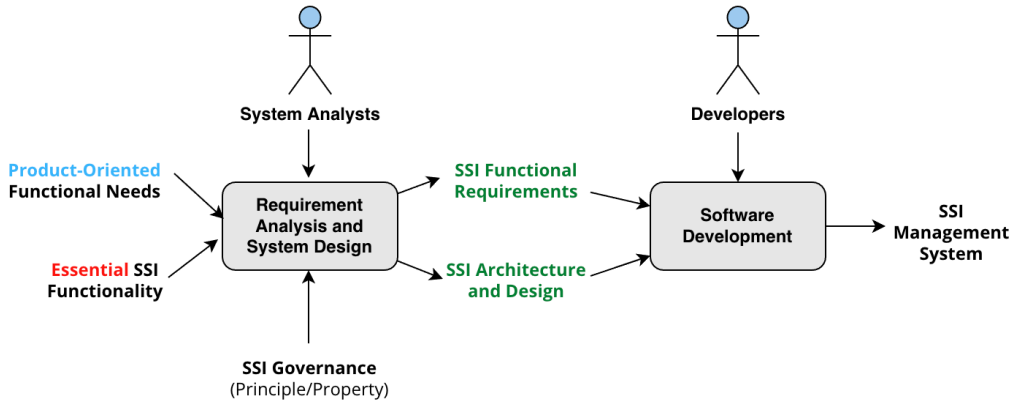 System Analysts
Developers
Product-Oriented
Functional Needs
Essential SSI
Functionality
Requirement
Analysis and
System Design
SSI Governance
(Principle/Property)
SSI Functional
Requirements
SSI Architecture
and Design
Software
Development
SSI
Management
System